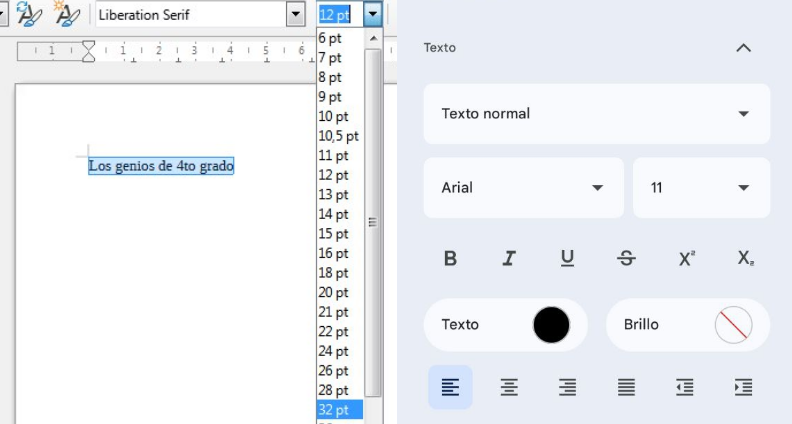 Liberation Serif
12 pt
1 1 2 3 4 5 6
6 pt
7 pt
8 pt
9 pt
10 pt
10,5 pt
11 pt
12 pt
13 pt
14 pt
15 pt
16 pt
18 pt
20 pt
21 pt
22 pt
24 pt
26 pt
28 pt
32 pt
Los genios de 4to grado
Texto
Texto normal
Arial
11
B I U S X² X₂
Texto
Brillo